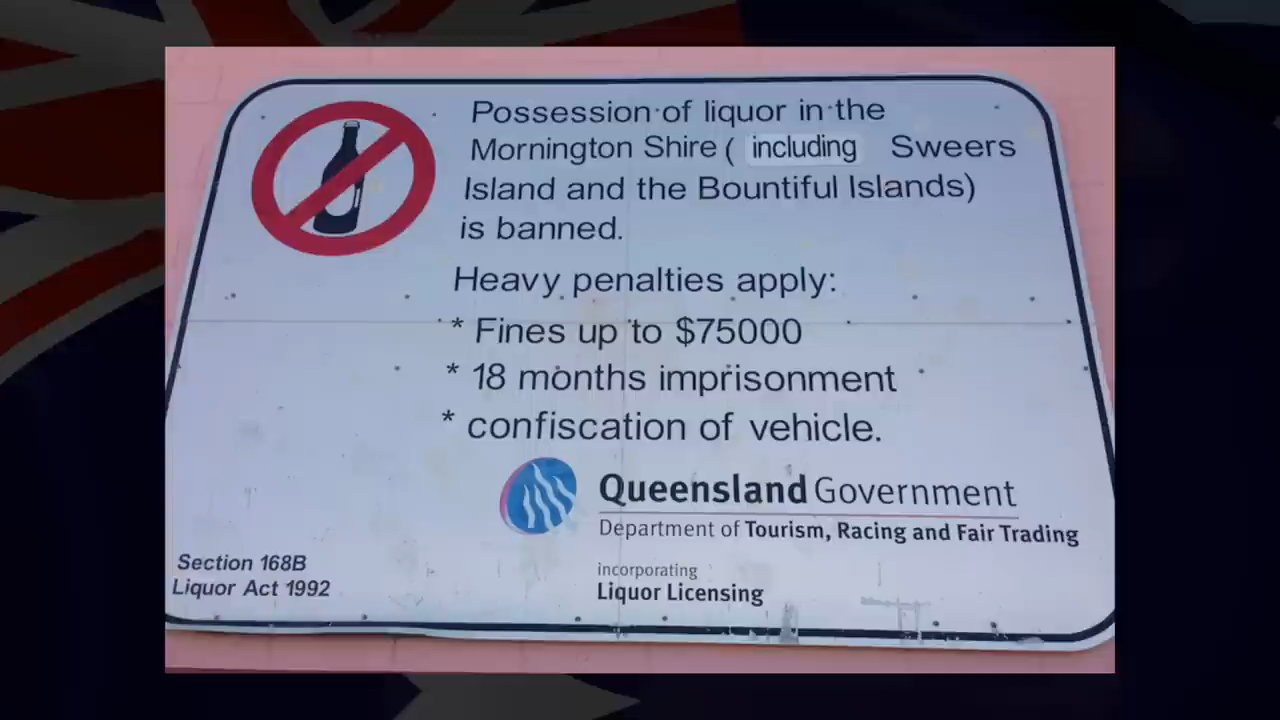 Possession of liquor in the
Mornington Shire ( including Sweers
Island and the Bountiful Islands)
is banned.
Heavy penalties apply:
* Fines up to $75000
* 18 months imprisonment
* confiscation of vehicle.
Queensland Government
Department of Tourism, Racing and Fair Trading
incorporating
Liquor Licensing
Section 168B
Liquor Act 1992